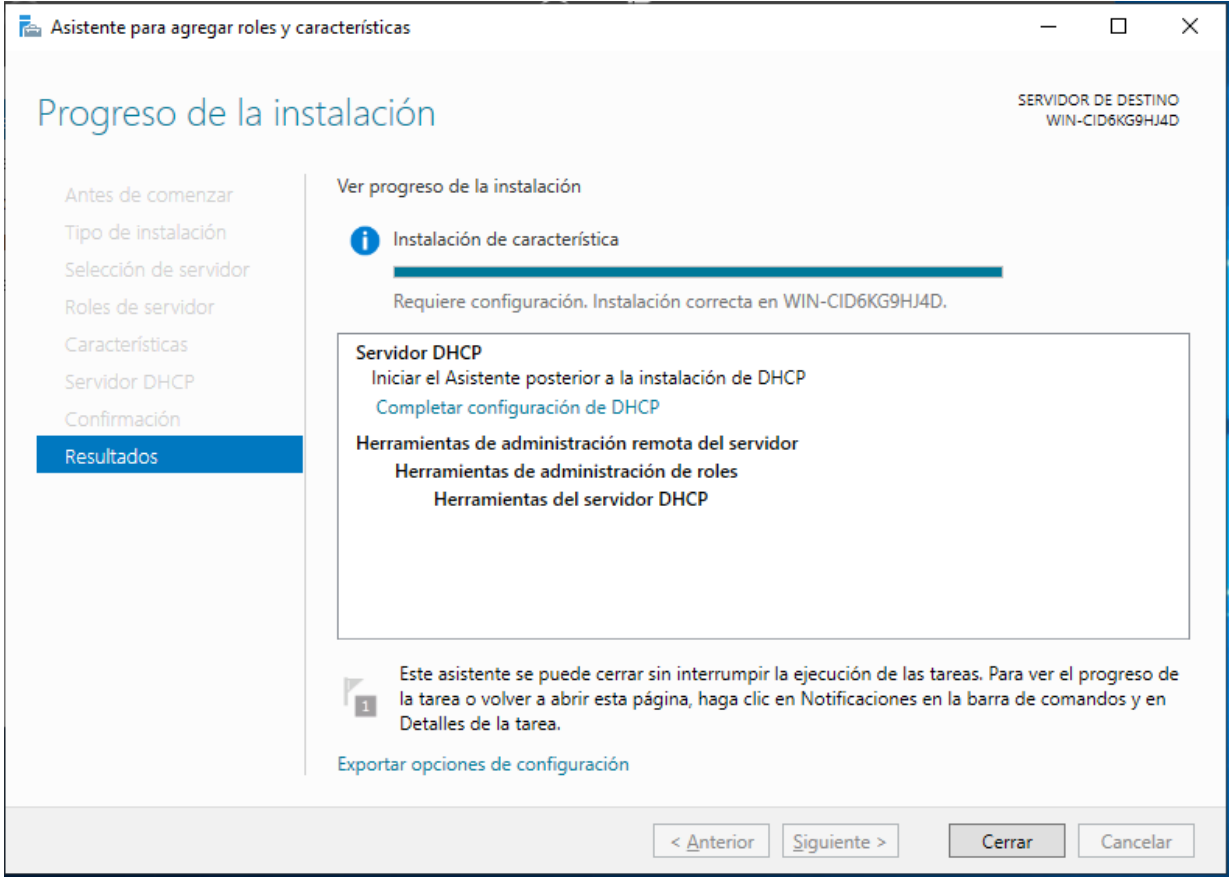 Asistente para agregar roles y características
Progreso de la instalación
SERVIDOR DE DESTINO
WIN-CID6KG9HJ4D
Antes de comenzar
Tipo de instalación
Selección de servidor
Roles de servidor
Características
Servidor DHCP
Confirmación
Resultados
Ver progreso de la instalación
Instalación de característica
Requiere configuración. Instalación correcta en WIN-CID6KG9HJ4D.
Servidor DHCP
Iniciar el Asistente posterior a la instalación de DHCP
Completar configuración de DHCP
Herramientas de administración remota del servidor
Herramientas de administración de roles
Herramientas del servidor DHCP
1
Este asistente se puede cerrar sin interrumpir la ejecución de las tareas. Para ver el progreso de
la tarea o volver a abrir esta página, haga clic en Notificaciones en la barra de comandos y en
Detalles de la tarea.
Exportar opciones de configuración
< Anterior
Siguiente >
Cerrar
Cancelar